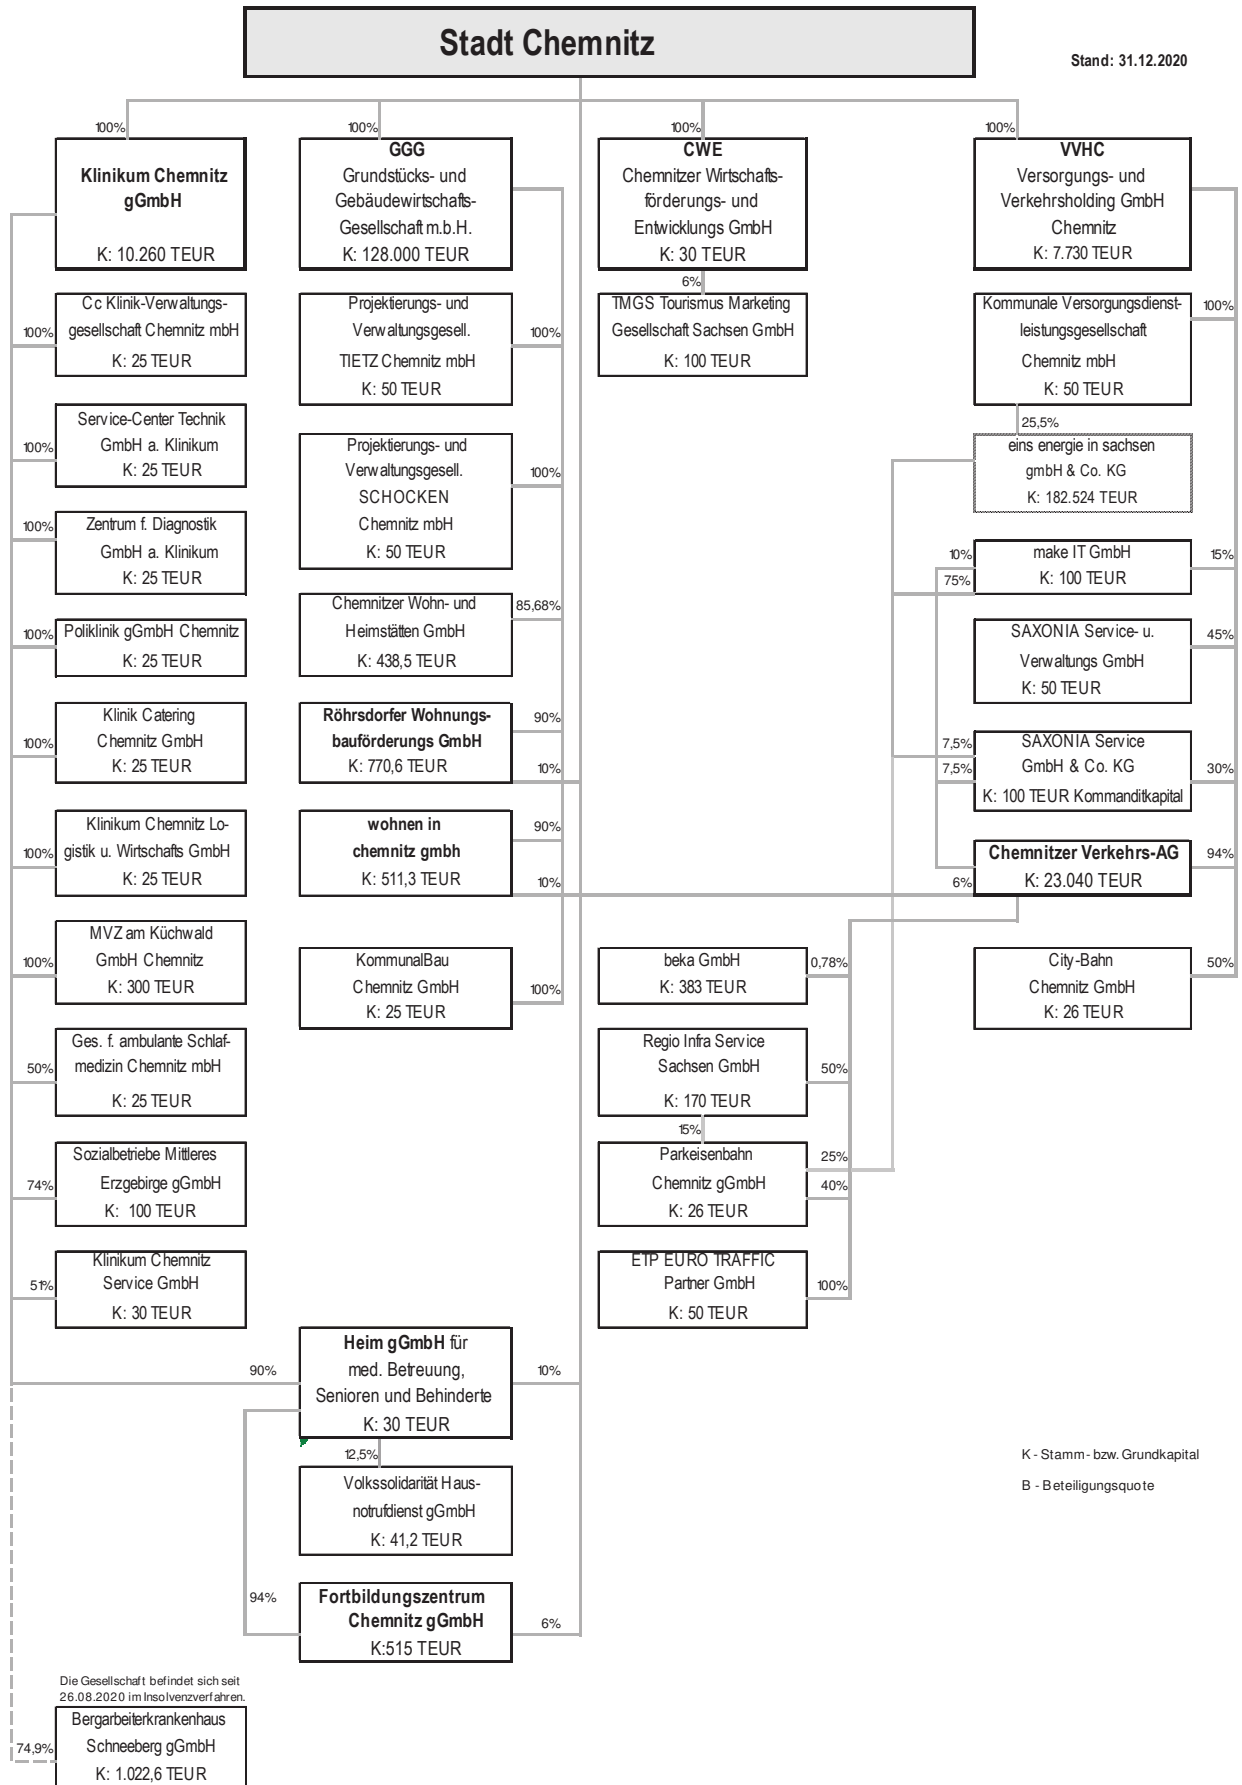 Stadt Chemnitz
Stand: 31.12.2020
100%
Klinikum Chemnitz
gGmbH
K: 10.260 TEUR
100%
Cc Klinik-Verwaltungs-
gesellschaft Chemnitz mbH
K: 25 TEUR
100%
Service-Center Technik
GmbH a. Klinikum
K: 25 TEUR
100%
Zentrum f. Diagnostik
GmbH a. Klinikum
K: 25 TEUR
100%
Poliklinik gGmbH Chemnitz
K: 25 TEUR
100%
Klinik Catering
Chemnitz GmbH
K: 25 TEUR
100%
Klinikum Chemnitz Lo-
gistik u. Wirtschafts GmbH
K: 25 TEUR
100%
MVZ am Küchwald
GmbH Chemnitz
K: 300 TEUR
100%
Ges. f. ambulante Schlaf-
medizin Chemnitz mbH
K: 25 TEUR
50%
Sozialbetriebe Mittleres
Erzgebirge gGmbH
K: 100 TEUR
74%
Klinikum Chemnitz
Service GmbH
K: 30 TEUR
51%
100%
GGG
Grundstücks- und
Gebäudewirtschafts-
Gesellschaft m.b.H.
K: 128.000 TEUR
Projektierungs- und
Verwaltungsgesell.
TIETZ Chemnitz mbH
K: 50 TEUR
100%
Projektierungs- und
Verwaltungsgesell.
SCHOCKEN
Chemnitz mbH
K: 50 TEUR
100%
Chemnitzer Wohn- und
Heimstätten GmbH
K: 438,5 TEUR
85,68%
Röhrsdorfer Wohnungs-
bauförderungs GmbH
K: 770,6 TEUR
90%
10%
wohnen in
chemnitz gmbh
K: 511,3 TEUR
90%
10%
KommunalBau
Chemnitz GmbH
K: 25 TEUR
100%
90%
Heim gGmbH für
med. Betreuung,
Senioren und Behinderte
K: 30 TEUR
10%
12,5%
Volkssolidarität Haus-
notrufdienst gGmbH
K: 41,2 TEUR
94%
Fortbildungszentrum
Chemnitz gGmbH
K:515 TEUR
6%
100%
CWE
Chemnitzer Wirtschafts-
förderungs- und
Entwicklungs GmbH
K: 30 TEUR
6%
TMGS Tourismus Marketing
Gesellschaft Sachsen GmbH
K: 100 TEUR
beka GmbH
K: 383 TEUR
0,78%
Regio Infra Service
Sachsen GmbH
K: 170 TEUR
50%
15%
Parkeisenbahn
Chemnitz gGmbH
K: 26 TEUR
25%
40%
ETP EURO TRAFFIC
Partner GmbH
K: 50 TEUR
100%
100%
VVHC
Versorgungs- und
Verkehrsholding GmbH
Chemnitz
K: 7.730 TEUR
Kommunale Versorgungsdienst-
leistungsgesellschaft
Chemnitz mbH
K: 50 TEUR
100%
25,5%
eins energie in sachsen
gmbH & Co. KG
K: 182.524 TEUR
10%
75%
make IT GmbH
K: 100 TEUR
15%
SAXONIA Service- u.
Verwaltungs GmbH
K: 50 TEUR
45%
7,5%
7,5%
SAXONIA Service
GmbH & Co. KG
K: 100 TEUR Kommanditkapital
30%
Chemnitzer Verkehrs-AG
K: 23.040 TEUR
94%
6%
City-Bahn
Chemnitz GmbH
K: 26 TEUR
50%
K - Stamm- bzw. Grundkapital
B - Beteiligungsquote
Die Gesellschaft befindet sich seit
26.08.2020 im Insolvenzverfahren.
74,9%
Bergarbeiterkrankenhaus
Schneeberg gGmbH
K: 1.022,6 TEUR